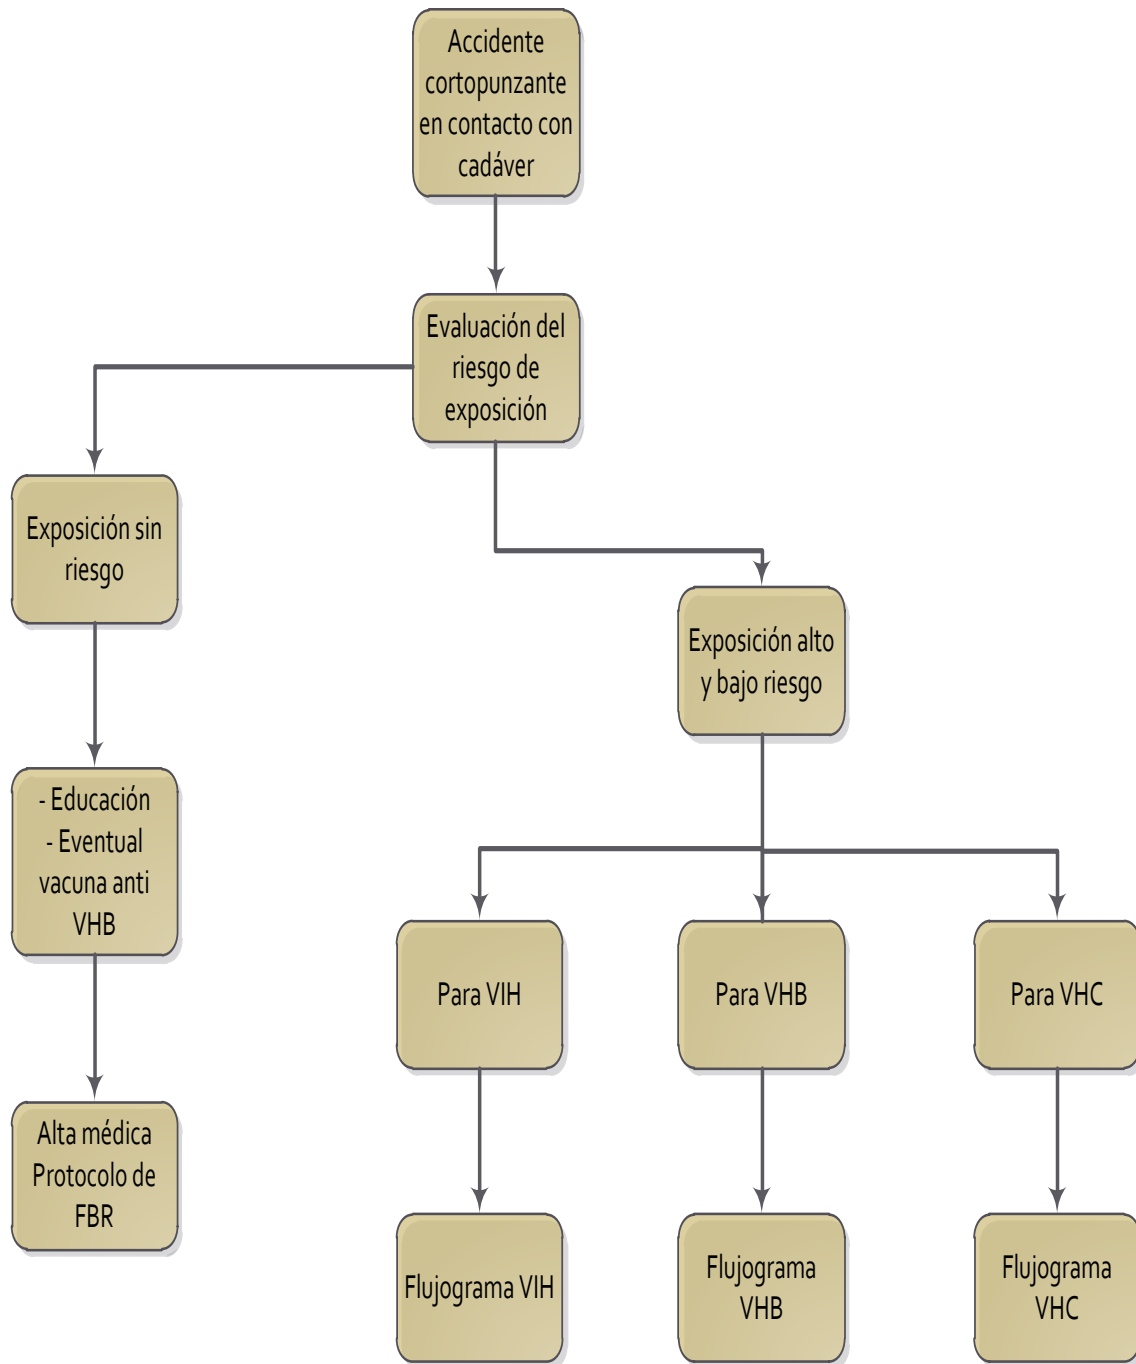 Accidente
cortopunzante
en contacto con
cadáver
Evaluación del
riesgo de
exposición
Exposición sin
riesgo
Exposición alto
y bajo riesgo
- Educación
- Eventual
vacuna anti
VHB
Para VIH
Para VHB
Para VHC
Alta médica
Protocolo de
FBR
Flujograma VIH
Flujograma
VHB
Flujograma
VHC